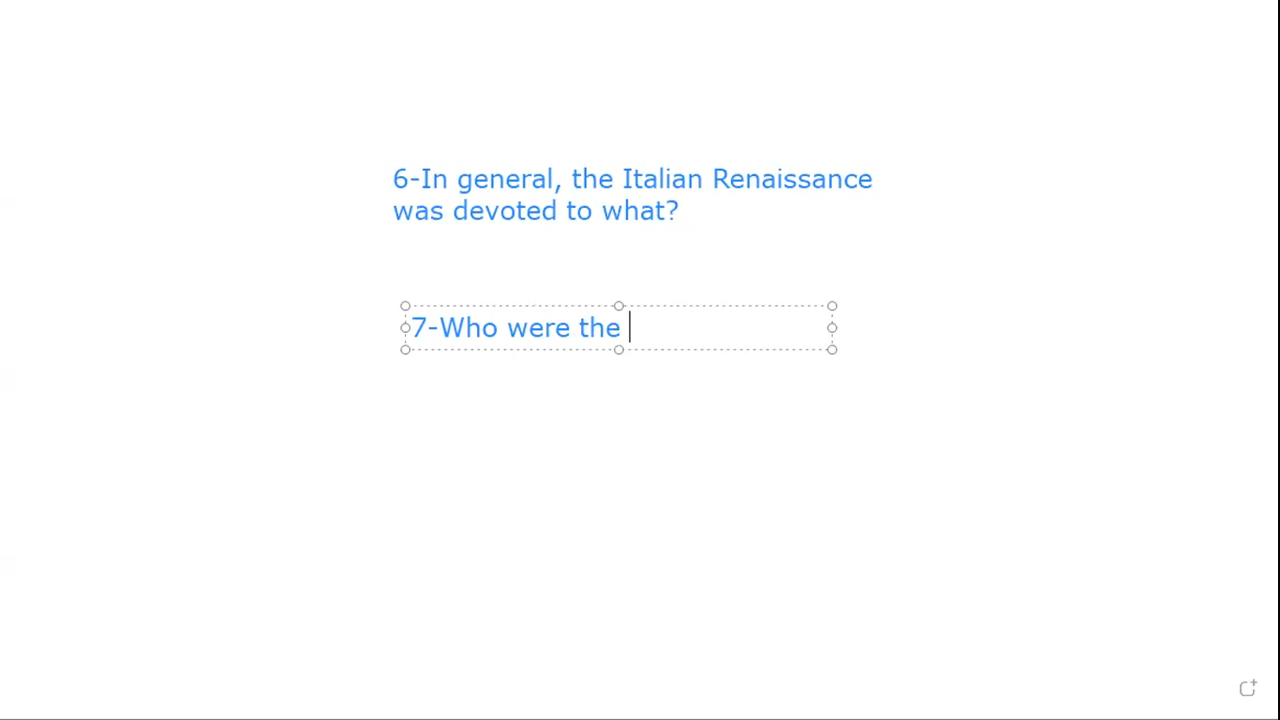 6-In general, the Italian Renaissance
was devoted to what?
7-Who were the